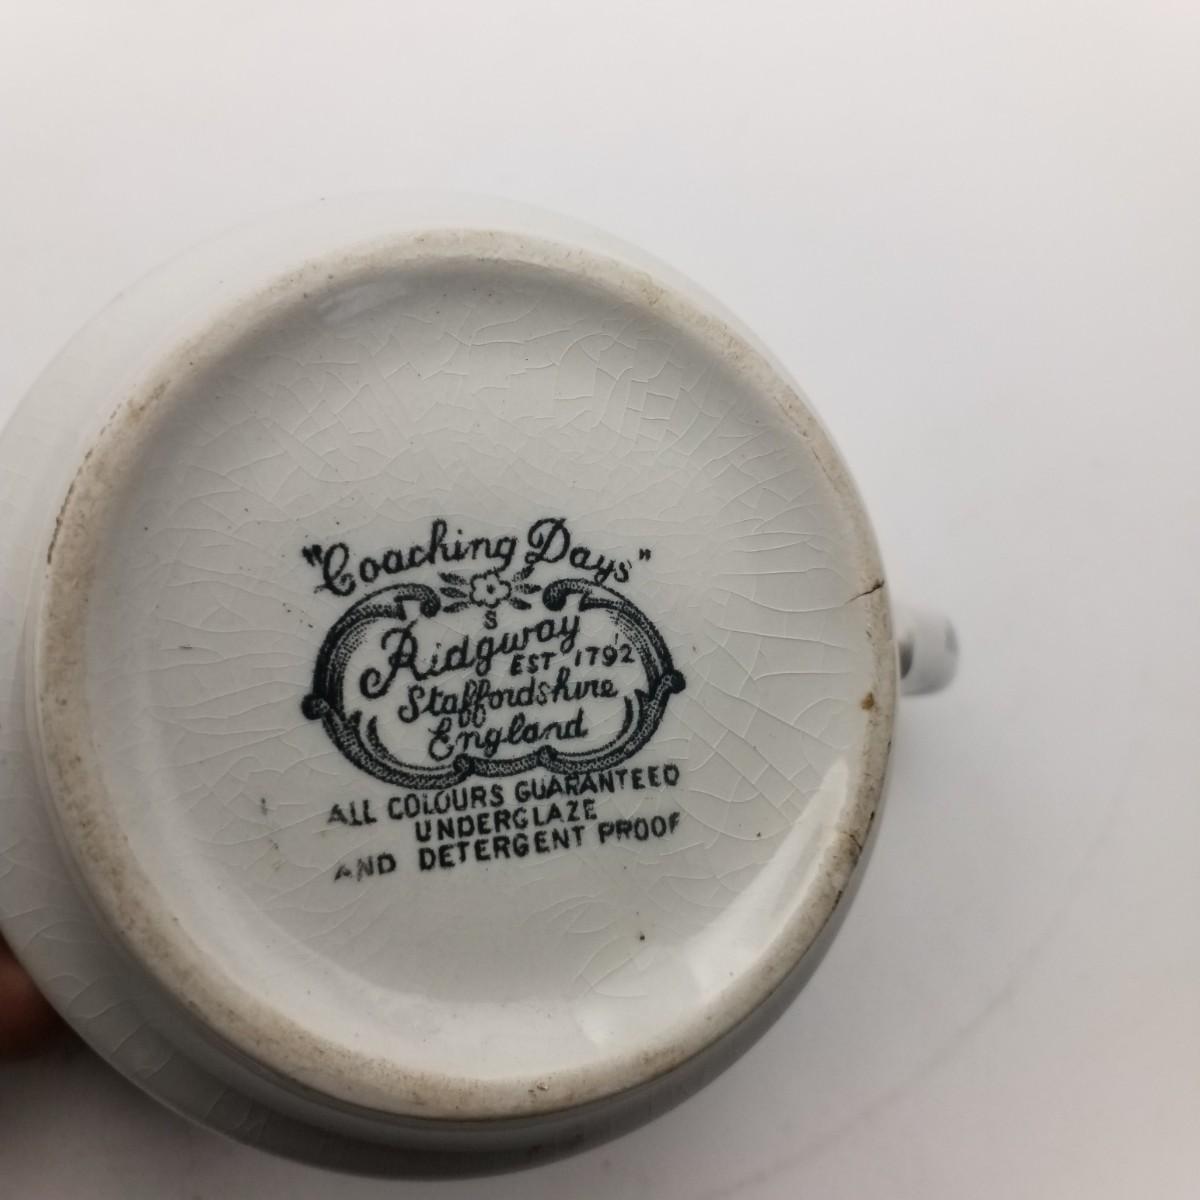 "Coaching Days"
S
Ridgway
EST 1792
Staffordshire
England
ALL COLOURS GUARANTEED
UNDERGLAZE
AND DETERGENT PROOF